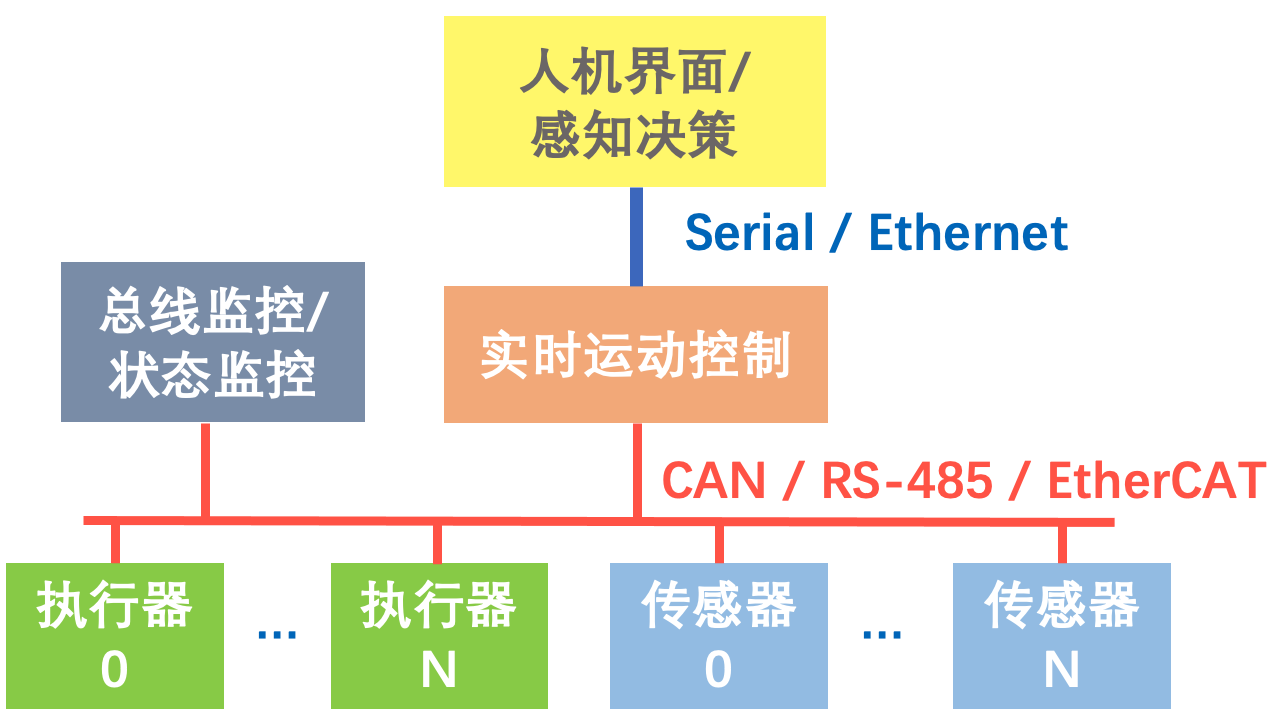 人机界面/
感知决策
Serial / Ethernet
总线监控/
状态监控
实时运动控制
CAN / RS-485 / EtherCAT
执行器
0
...
执行器
N
传感器
0
...
传感器
N